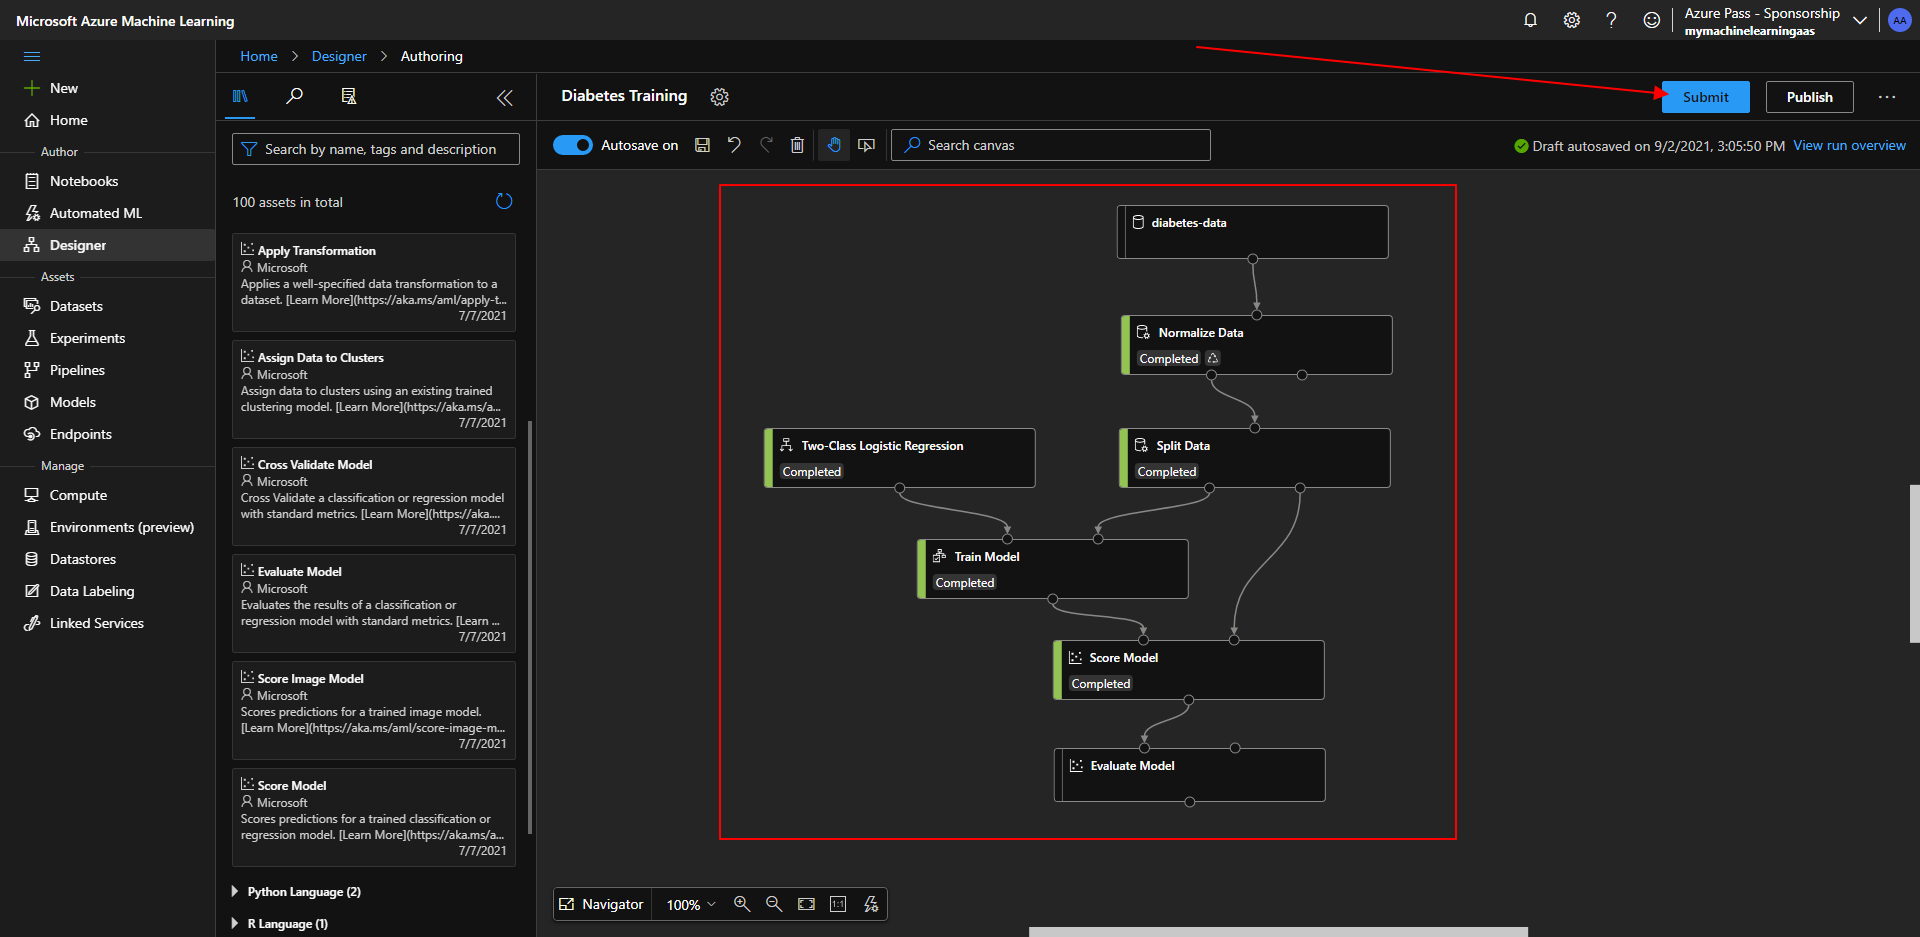 Microsoft Azure Machine Learning
Azure Pass - Sponsorship
mymachinelearningaas
AA
New
Home
Author
Notebooks
Automated ML
Designer
Assets
Datasets
Experiments
Pipelines
Models
Endpoints
Manage
Compute
Environments (preview)
Datastores
Data Labeling
Linked Services
Home > Designer > Authoring
Search by name, tags and description
100 assets in total
Apply Transformation
Microsoft
Applies a well-specified data transformation to a
dataset. [Learn More](https://aka.ms/aml/apply-t...
7/7/2021
Assign Data to Clusters
Microsoft
Assign data to clusters using an existing trained
clustering model. [Learn More](https://aka.ms/a...
7/7/2021
Cross Validate Model
Microsoft
Cross Validate a classification or regression model
with standard metrics. [Learn More](https://aka....
7/7/2021
Evaluate Model
Microsoft
Evaluates the results of a classification or
regression model with standard metrics. [Learn ...
7/7/2021
Score Image Model
Microsoft
Scores predictions for a trained image model.
[Learn More](https://aka.ms/aml/score-image-m...
7/7/2021
Score Model
Microsoft
Scores predictions for a trained classification or
regression model. [Learn More](https://aka.ms/a...
7/7/2021
Python Language (2)
R Language (1)
Diabetes Training
Submit
Publish
Autosave on
Search canvas
Draft autosaved on 9/2/2021, 3:05:50 PM
View run overview
diabetes-data
Normalize Data
Completed
Two-Class Logistic Regression
Completed
Split Data
Completed
Train Model
Completed
Score Model
Completed
Evaluate Model
Navigator
100%
1:1